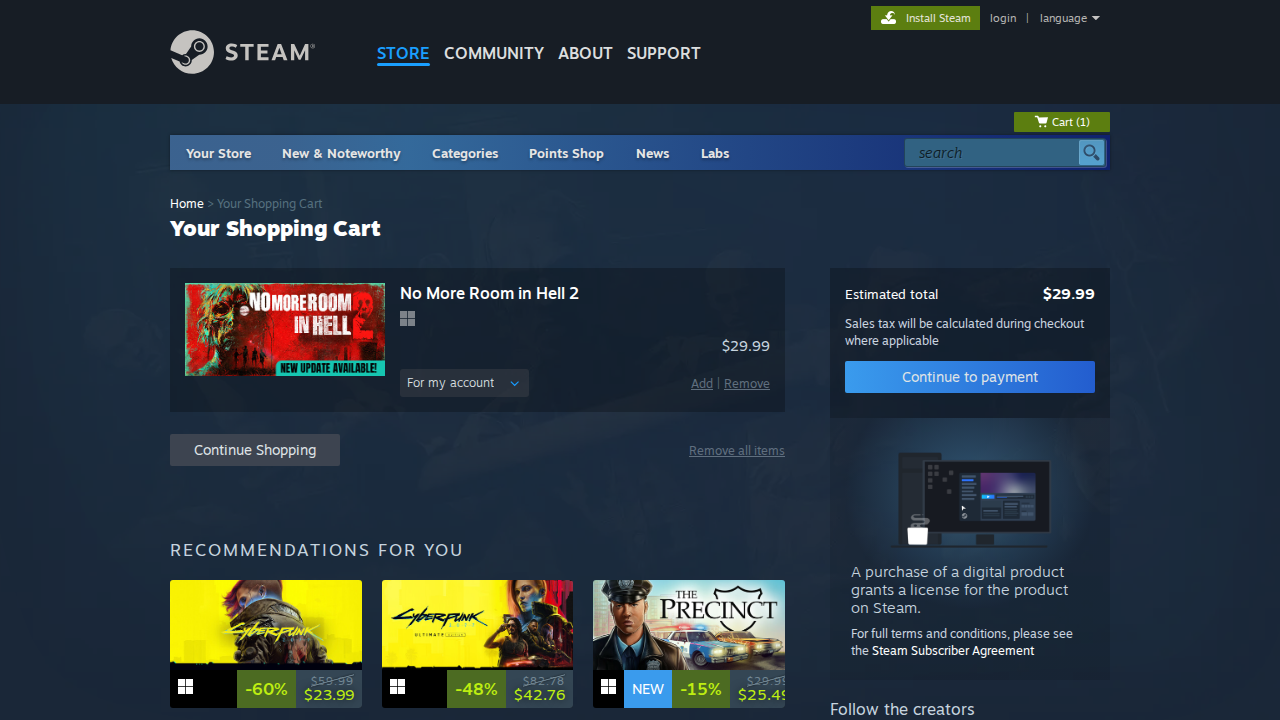 Install Steam
login | language
STEAM®
STORE COMMUNITY ABOUT SUPPORT
Cart (1)
Your Store New & Noteworthy Categories Points Shop News Labs search
Home > Your Shopping Cart
Your Shopping Cart
NO MORE ROOM
IN HELL 2
NEW UPDATE AVAILABLE!
No More Room in Hell 2
$29.99
For my account
Add | Remove
Continue Shopping
Remove all items
Estimated total $29.99
Sales tax will be calculated during checkout
where applicable
Continue to payment
A purchase of a digital product
grants a license for the product
on Steam.
For full terms and conditions, please see
the Steam Subscriber Agreement
RECOMMENDATIONS FOR YOU
Cyberpunk
-60% $59.99
$23.99
Cyberpunk
ULTIMATE
-48% $82.78
$42.76
THE
PRECINCT
NEW -15% $29.99
$25.49
Follow the creators